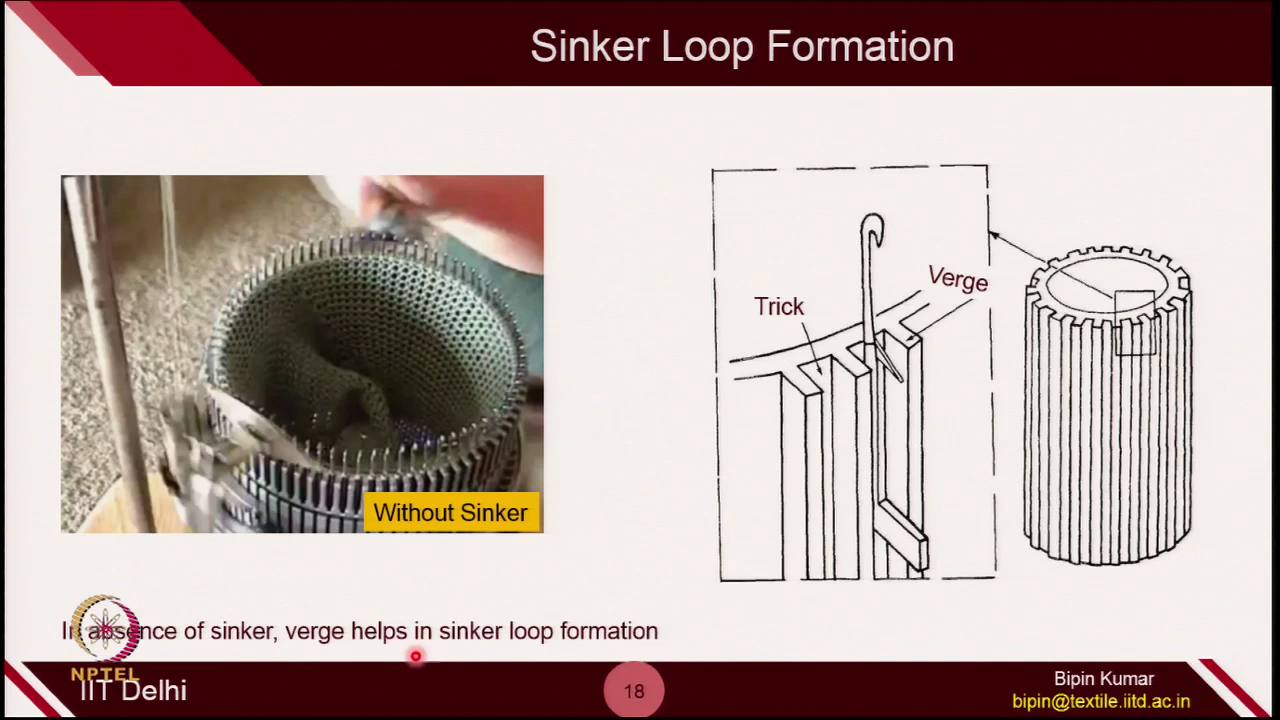 Sinker Loop Formation
Verge
Trick
Without Sinker
In absence of sinker, verge helps in sinker loop formation
NPTEL
IIT Delhi
18
Bipin Kumar
bipin@textile.iitd.ac.in